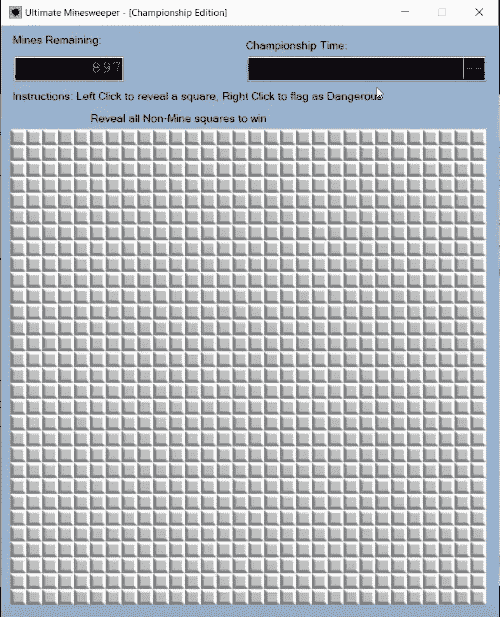 Ultimate Minesweeper - [Championship Edition]
Mines Remaining:
Championship Time:
897
Instructions: Left Click to reveal a square, Right Click to flag as Dangerous
Reveal all Non-Mine squares to win